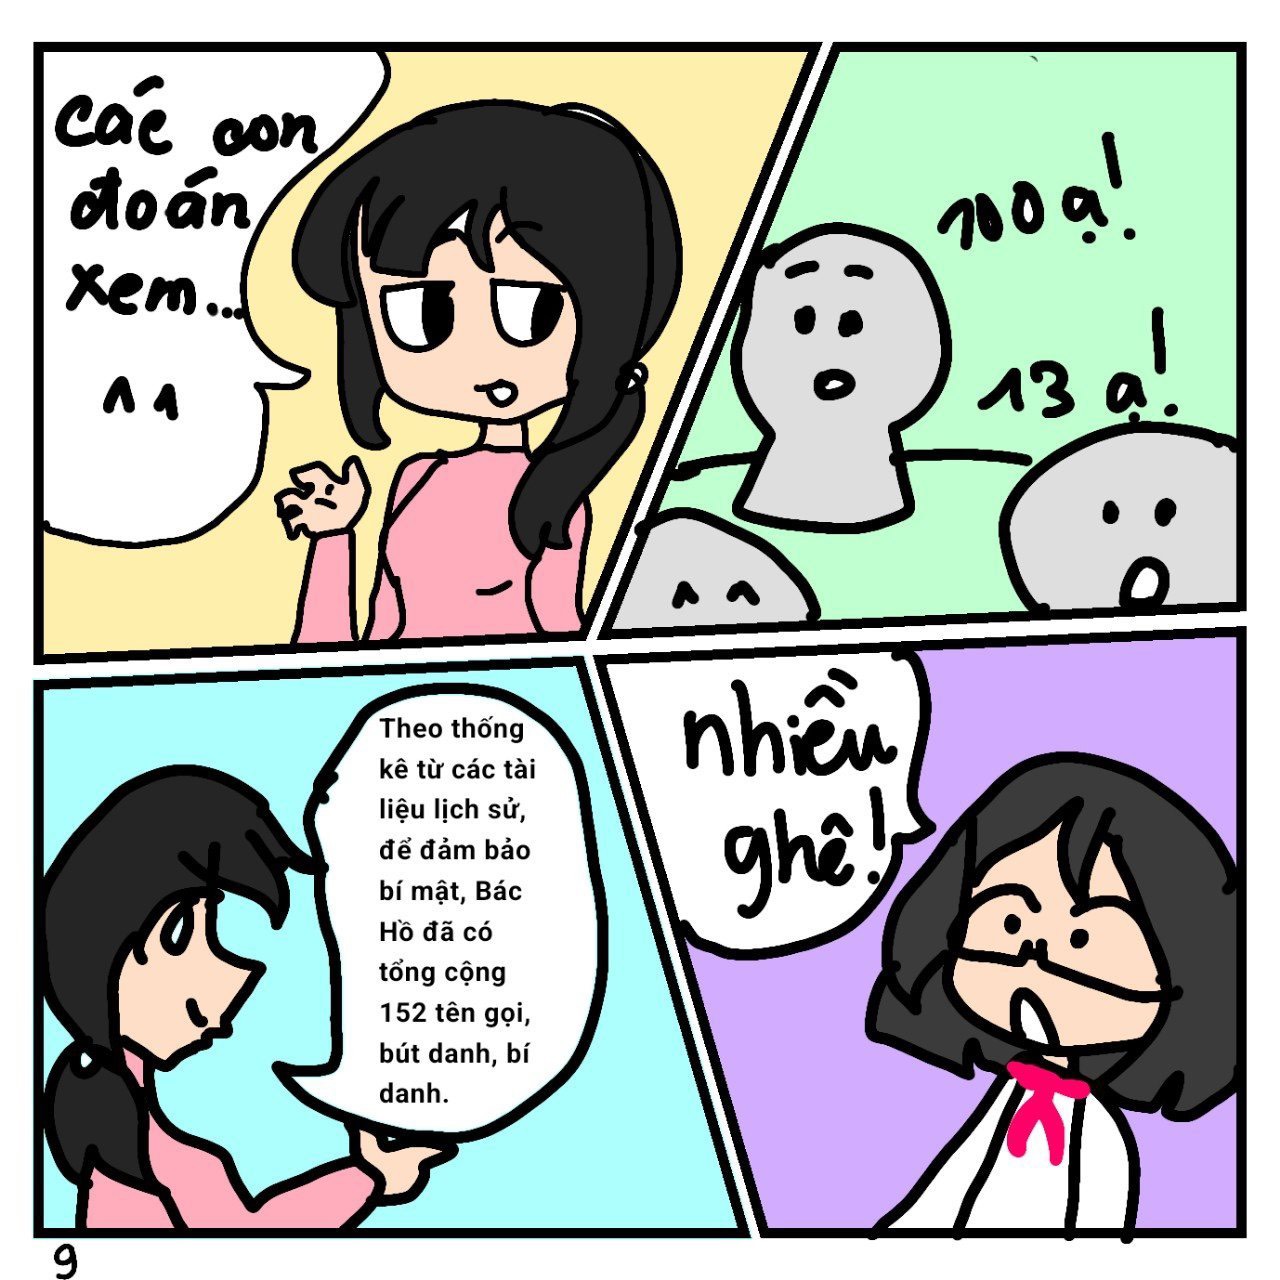 các con
đoán
xem...
^^
100 ạ!
13 ạ!
Theo thống
kê từ các tài
liệu lịch sử,
để đảm bảo
bí mật, Bác
Hồ đã có
tổng cộng
152 tên gọi,
bút danh, bí
danh.
nhiều
ghê!
9